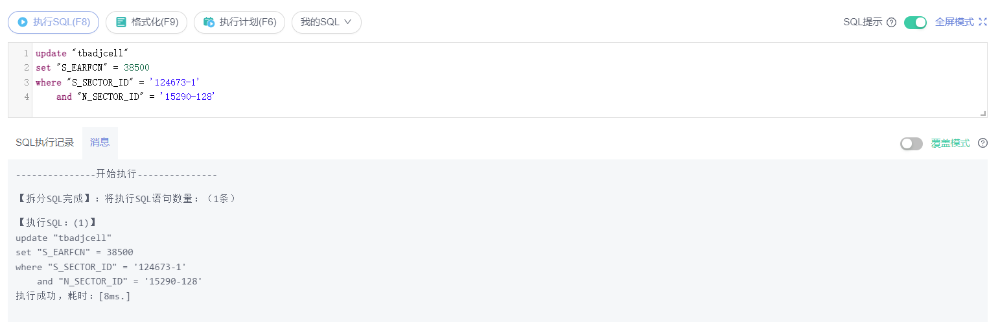 执行SQL(F8) 格式化(F9) 执行计划(F6) 我的SQL SQL提示 全屏模式
1 update "tbadjcell"
2 set "S_EARFCN" = 38500
3 where "S_SECTOR_ID" = '124673-1'
4 and "N_SECTOR_ID" = '15290-128'
SQL执行记录 消息 覆盖模式
---------------开始执行---------------
【拆分SQL完成】：将执行SQL语句数量：（1条）
【执行SQL：(1)】
update "tbadjcell"
set "S_EARFCN" = 38500
where "S_SECTOR_ID" = '124673-1'
and "N_SECTOR_ID" = '15290-128'
执行成功，耗时：[8ms.]